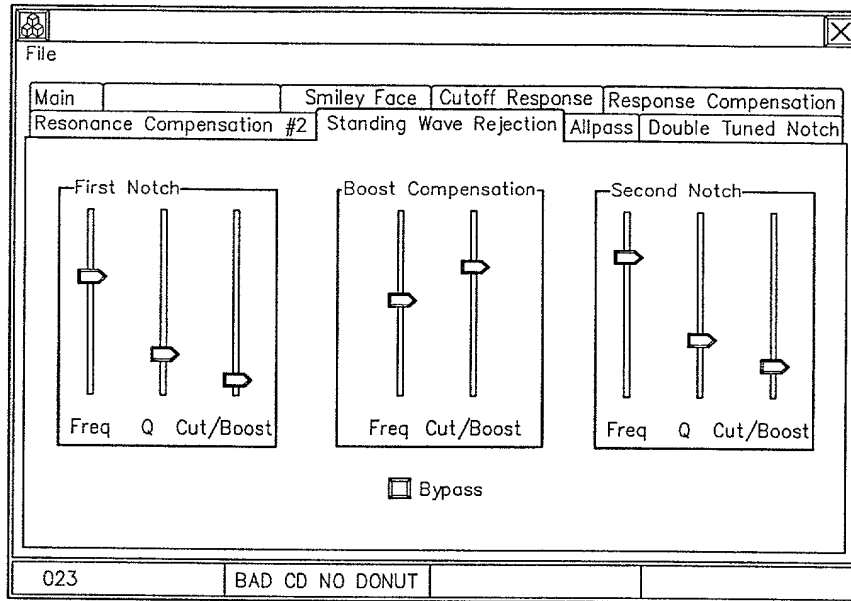 File
Main Smiley Face Cutoff Response Response Compensation
Resonance Compensation #2 Standing Wave Rejection Allpass Double Tuned Notch
First Notch Boost Compensation Second Notch
Freq Q Cut/Boost Freq Cut/Boost Freq Q Cut/Boost
Bypass
023 BAD CD NO DONUT